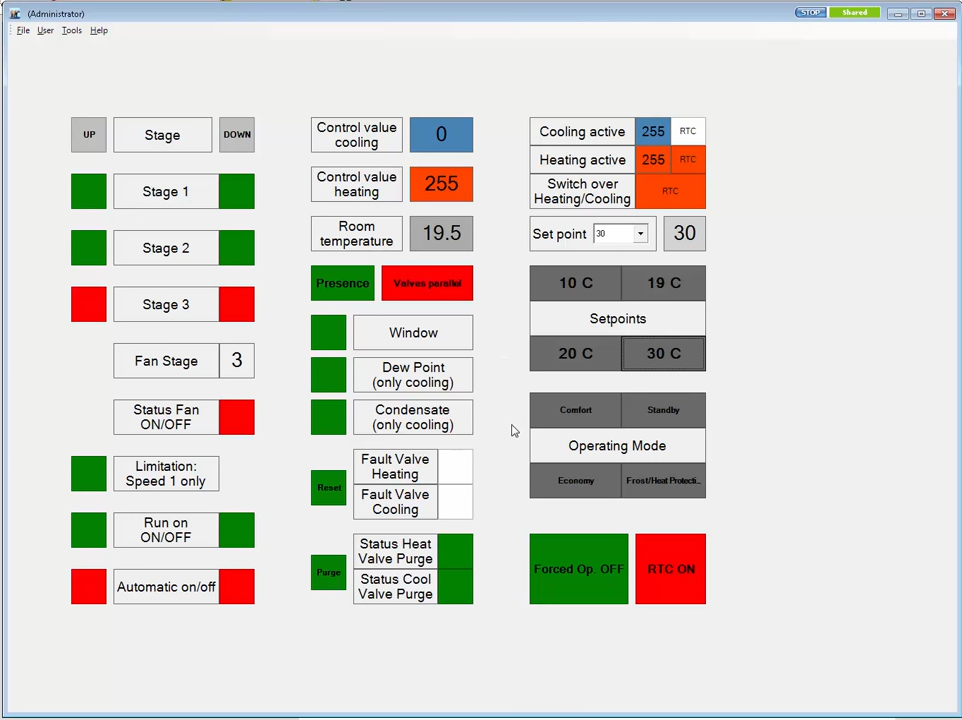 (Administrator)
STOP
Shared
File User Tools Help
UP
Stage
DOWN
Stage 1
Stage 2
Stage 3
Fan Stage
3
Status Fan
ON/OFF
Limitation:
Speed 1 only
Run on
ON/OFF
Automatic on/off
Control value
cooling
0
Control value
heating
255
Room
temperature
19.5
Presence
Valves parallel
Window
Dew Point
(only cooling)
Condensate
(only cooling)
Reset
Fault Valve
Heating
Fault Valve
Cooling
Purge
Status Heat
Valve Purge
Status Cool
Valve Purge
Cooling active
255
RTC
Heating active
255
RTC
Switch over
Heating/Cooling
RTC
Set point
30
30
10 C
19 C
Setpoints
20 C
30 C
Comfort
Standby
Operating Mode
Economy
Frost/Heat Protecti...
Forced Op. OFF
RTC ON